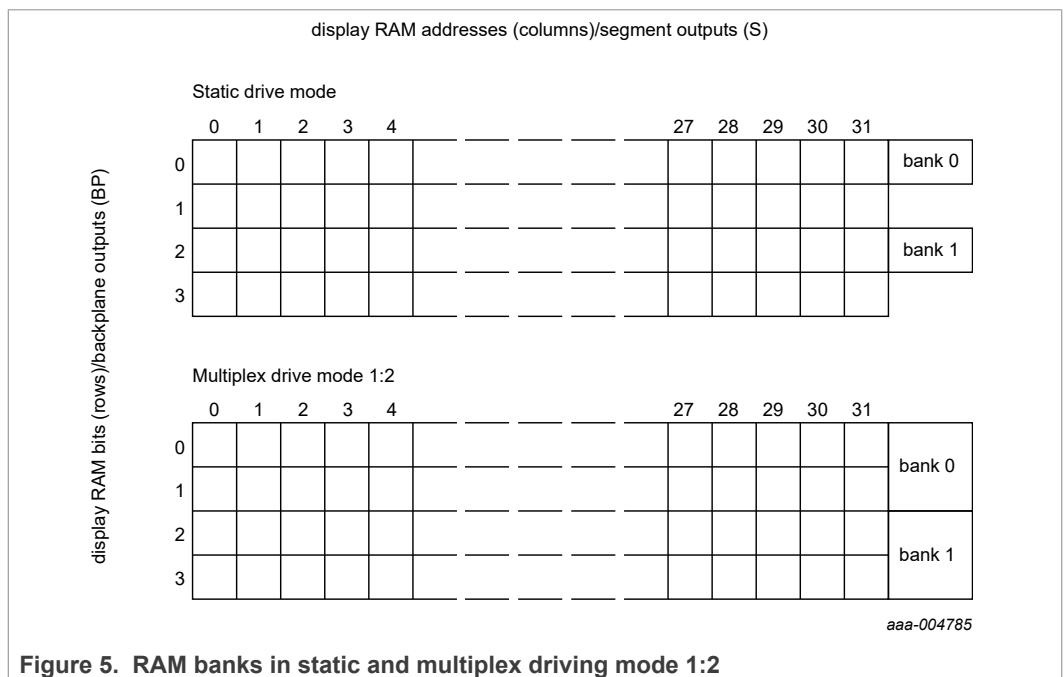 display RAM addresses (columns)/segment outputs (S)
display RAM bits (rows)/backplane outputs (BP)
Static drive mode
0 1 2 3 4 27 28 29 30 31
0 bank 0
1
2 bank 1
3
Multiplex drive mode 1:2
0 1 2 3 4 27 28 29 30 31
0
bank 0
1
2
bank 1
3
aaa-004785
Figure 5. RAM banks in static and multiplex driving mode 1:2